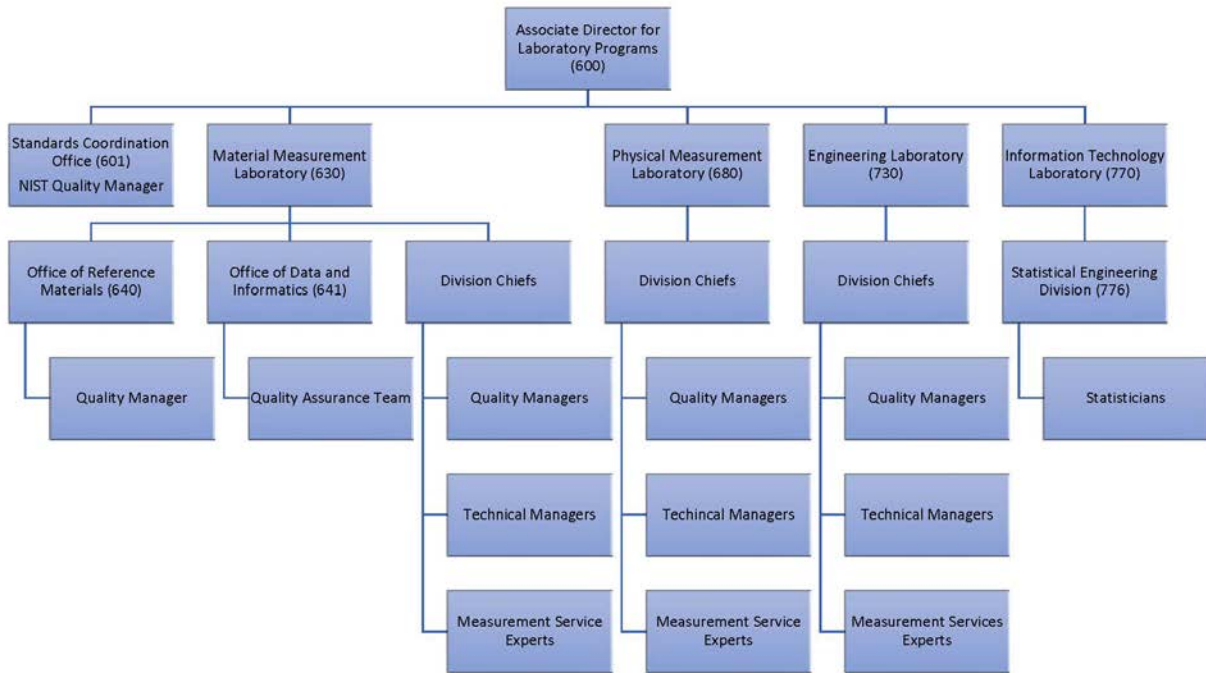 Associate Director for
Laboratory Programs
(600)
Standards Coordination
Office (601)
NIST Quality Manager
Material Measurement
Laboratory (630)
Physical Measurement
Laboratory (680)
Engineering Laboratory
(730)
Information Technology
Laboratory (770)
Office of Reference
Materials (640)
Office of Data and
Informatics (641)
Division Chiefs
Division Chiefs
Division Chiefs
Statistical Engineering
Division (776)
Quality Manager
Quality Assurance Team
Quality Managers
Quality Managers
Quality Managers
Statisticians
Technical Managers
Techincal Managers
Technical Managers
Measurement Service
Experts
Measurement Service
Experts
Measurement Services
Experts